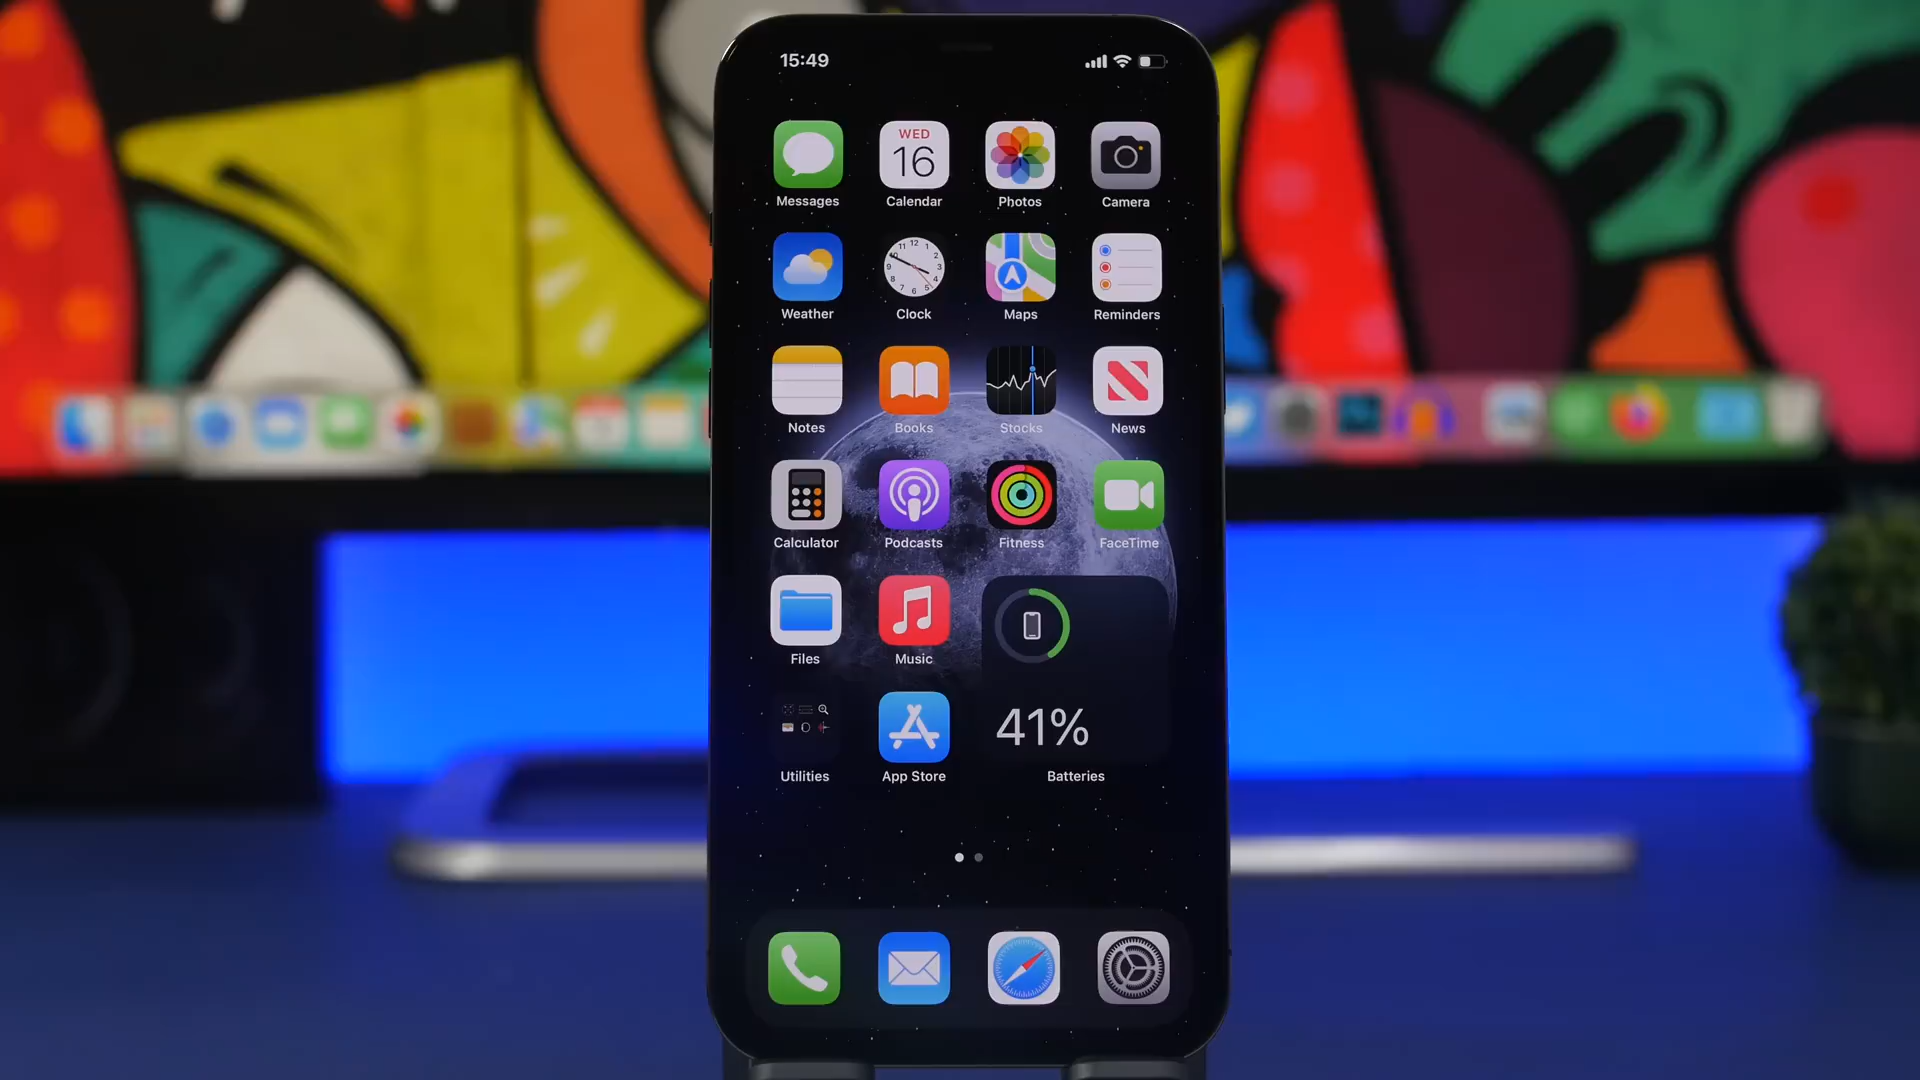 15:49
WED
16
Messages Calendar Photos Camera
Weather Clock Maps Reminders
Notes Books Stocks News
Calculator Podcasts Fitness FaceTime
Files Music
41%
Utilities App Store Batteries